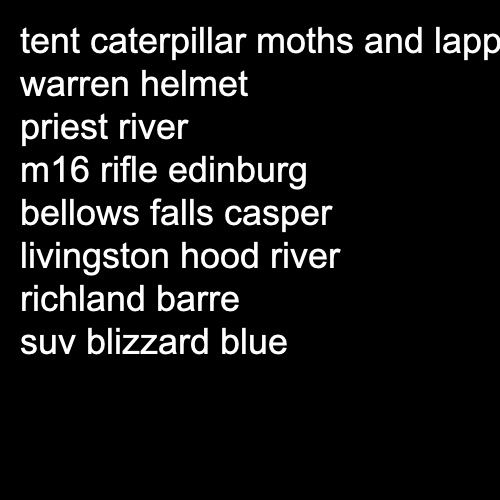 tent caterpillar moths and lapp
warren helmet
priest river
m16 rifle edinburg
bellows falls casper
livingston hood river
richland barre
suv blizzard blue